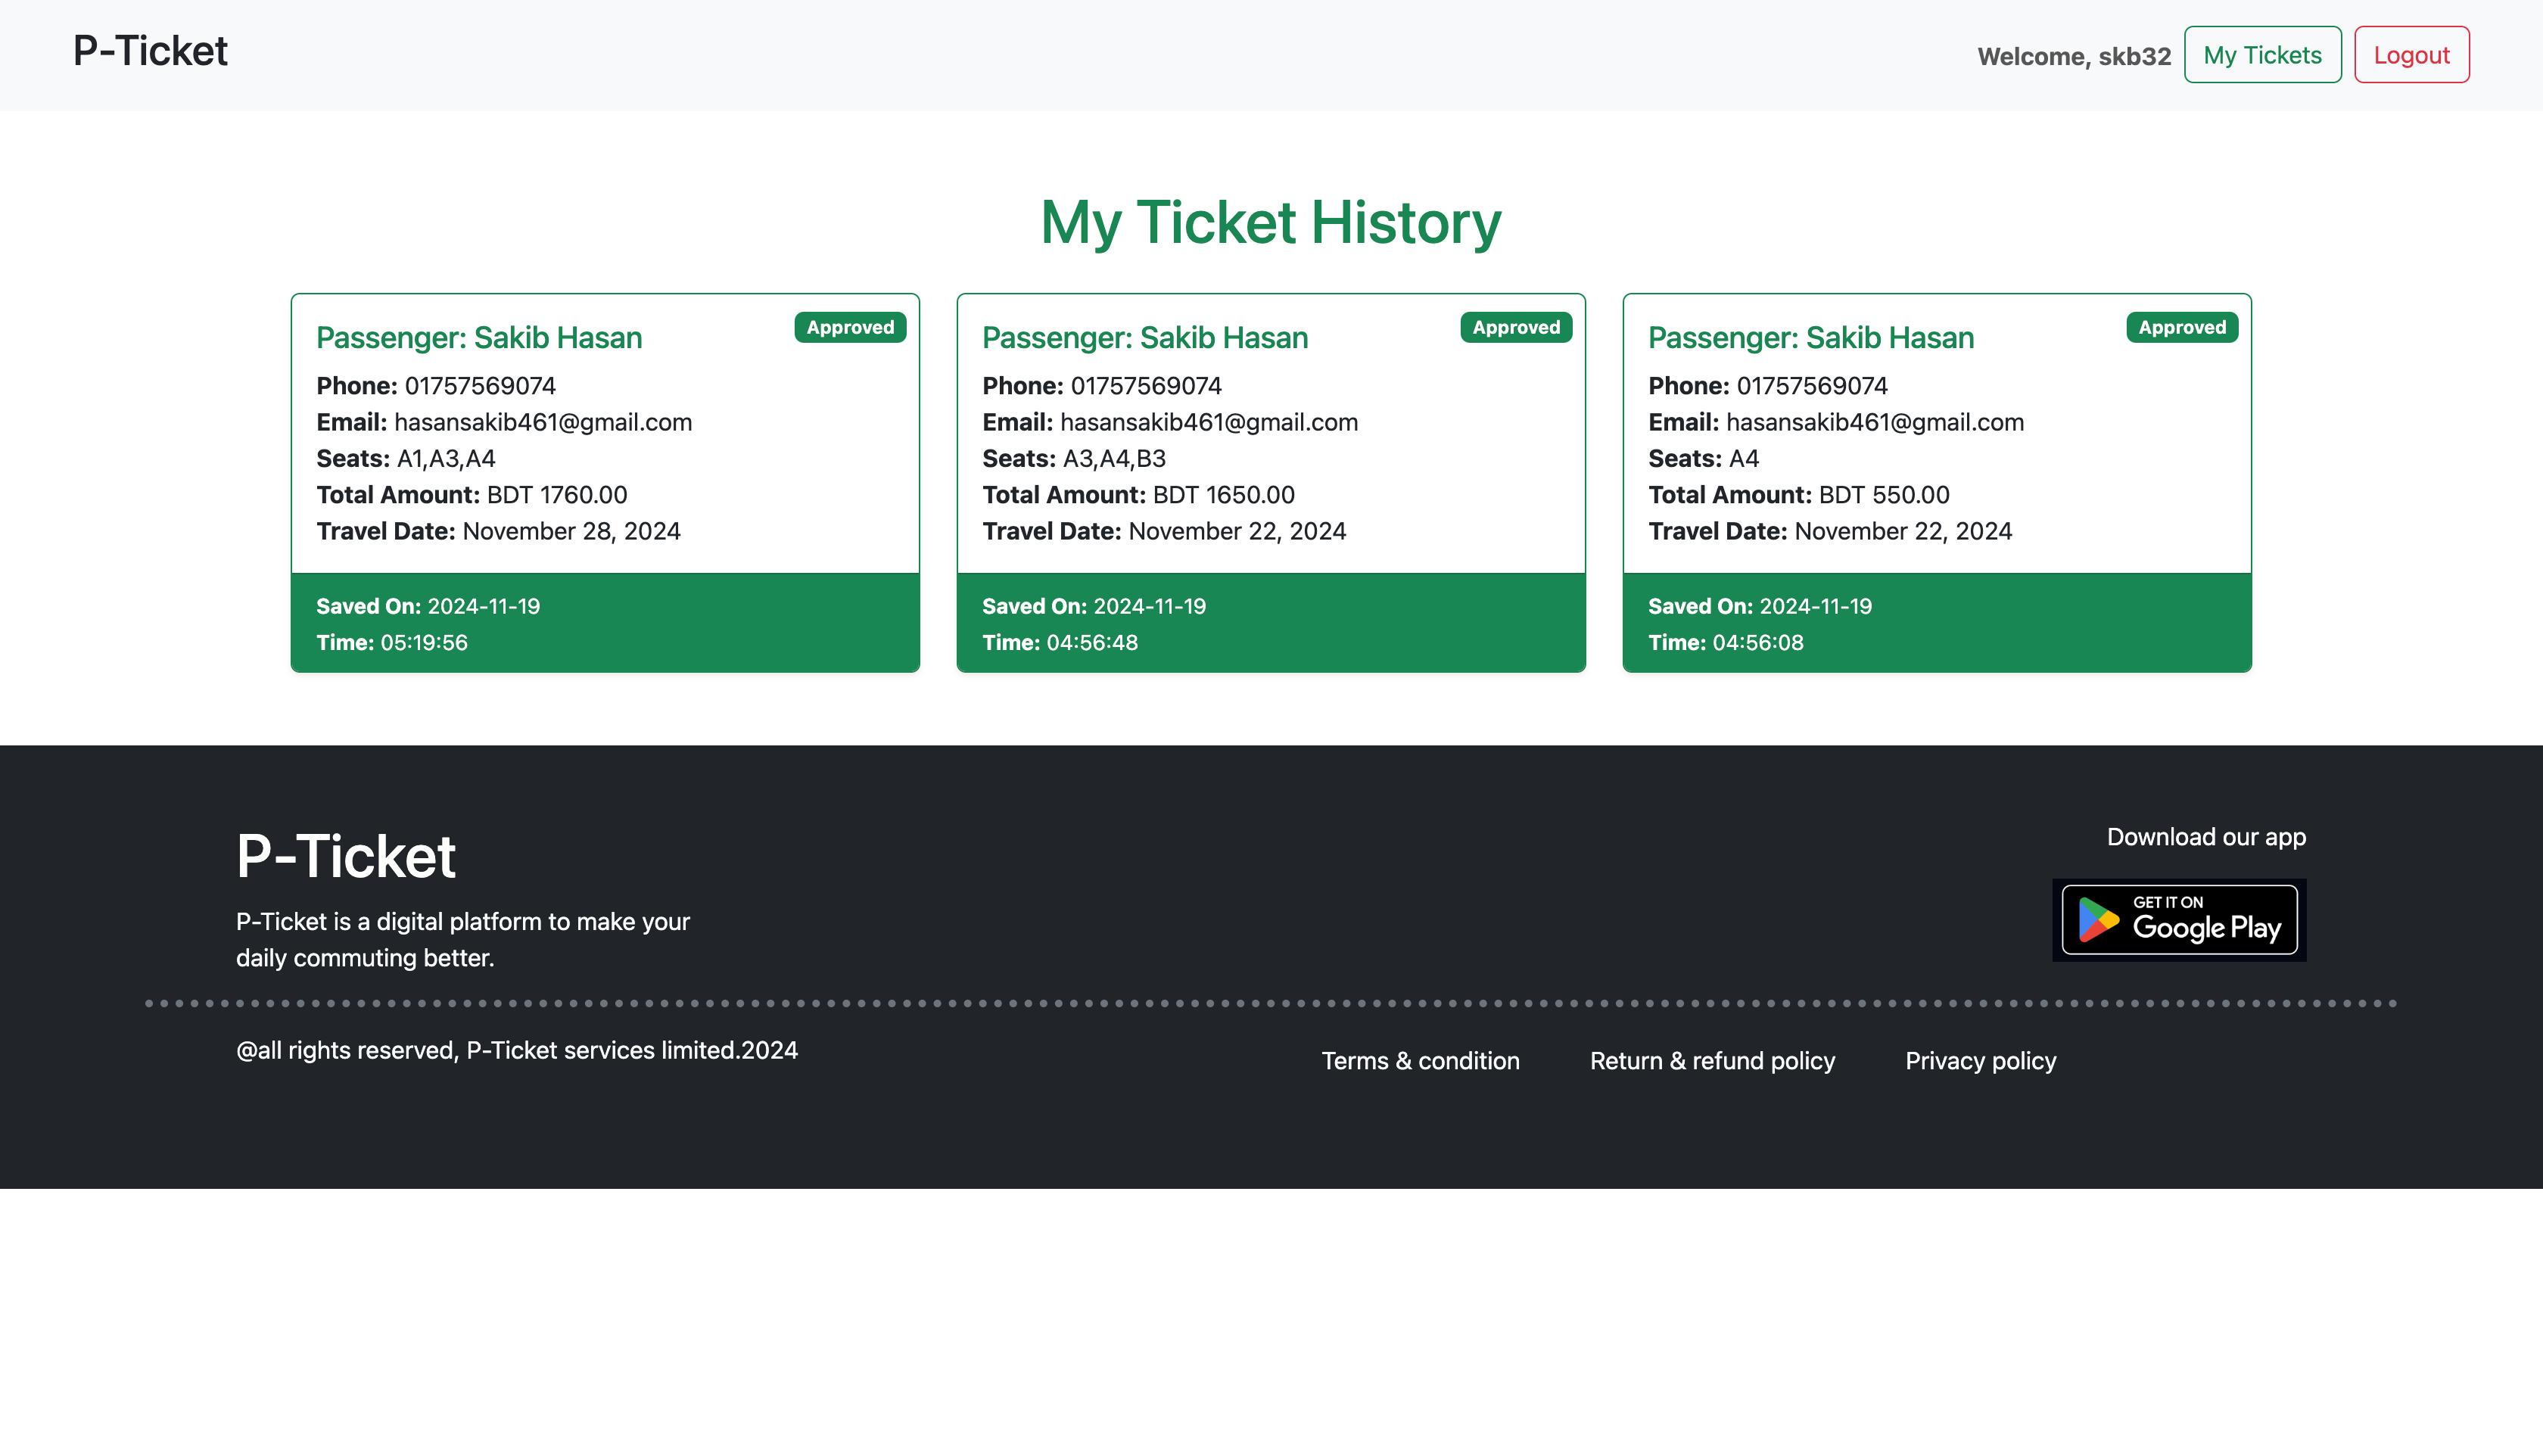 P-Ticket
Welcome, skb32
My Tickets
Logout
My Ticket History
Passenger: Sakib Hasan
Approved
Phone: 01757569074
Email: hasansakib461@gmail.com
Seats: A1,A3,A4
Total Amount: BDT 1760.00
Travel Date: November 28, 2024
Saved On: 2024-11-19
Time: 05:19:56
Passenger: Sakib Hasan
Approved
Phone: 01757569074
Email: hasansakib461@gmail.com
Seats: A3,A4,B3
Total Amount: BDT 1650.00
Travel Date: November 22, 2024
Saved On: 2024-11-19
Time: 04:56:48
Passenger: Sakib Hasan
Approved
Phone: 01757569074
Email: hasansakib461@gmail.com
Seats: A4
Total Amount: BDT 550.00
Travel Date: November 22, 2024
Saved On: 2024-11-19
Time: 04:56:08
P-Ticket
P-Ticket is a digital platform to make your
daily commuting better.
Download our app
GET IT ON
Google Play
@all rights reserved, P-Ticket services limited.2024
Terms & condition
Return & refund policy
Privacy policy